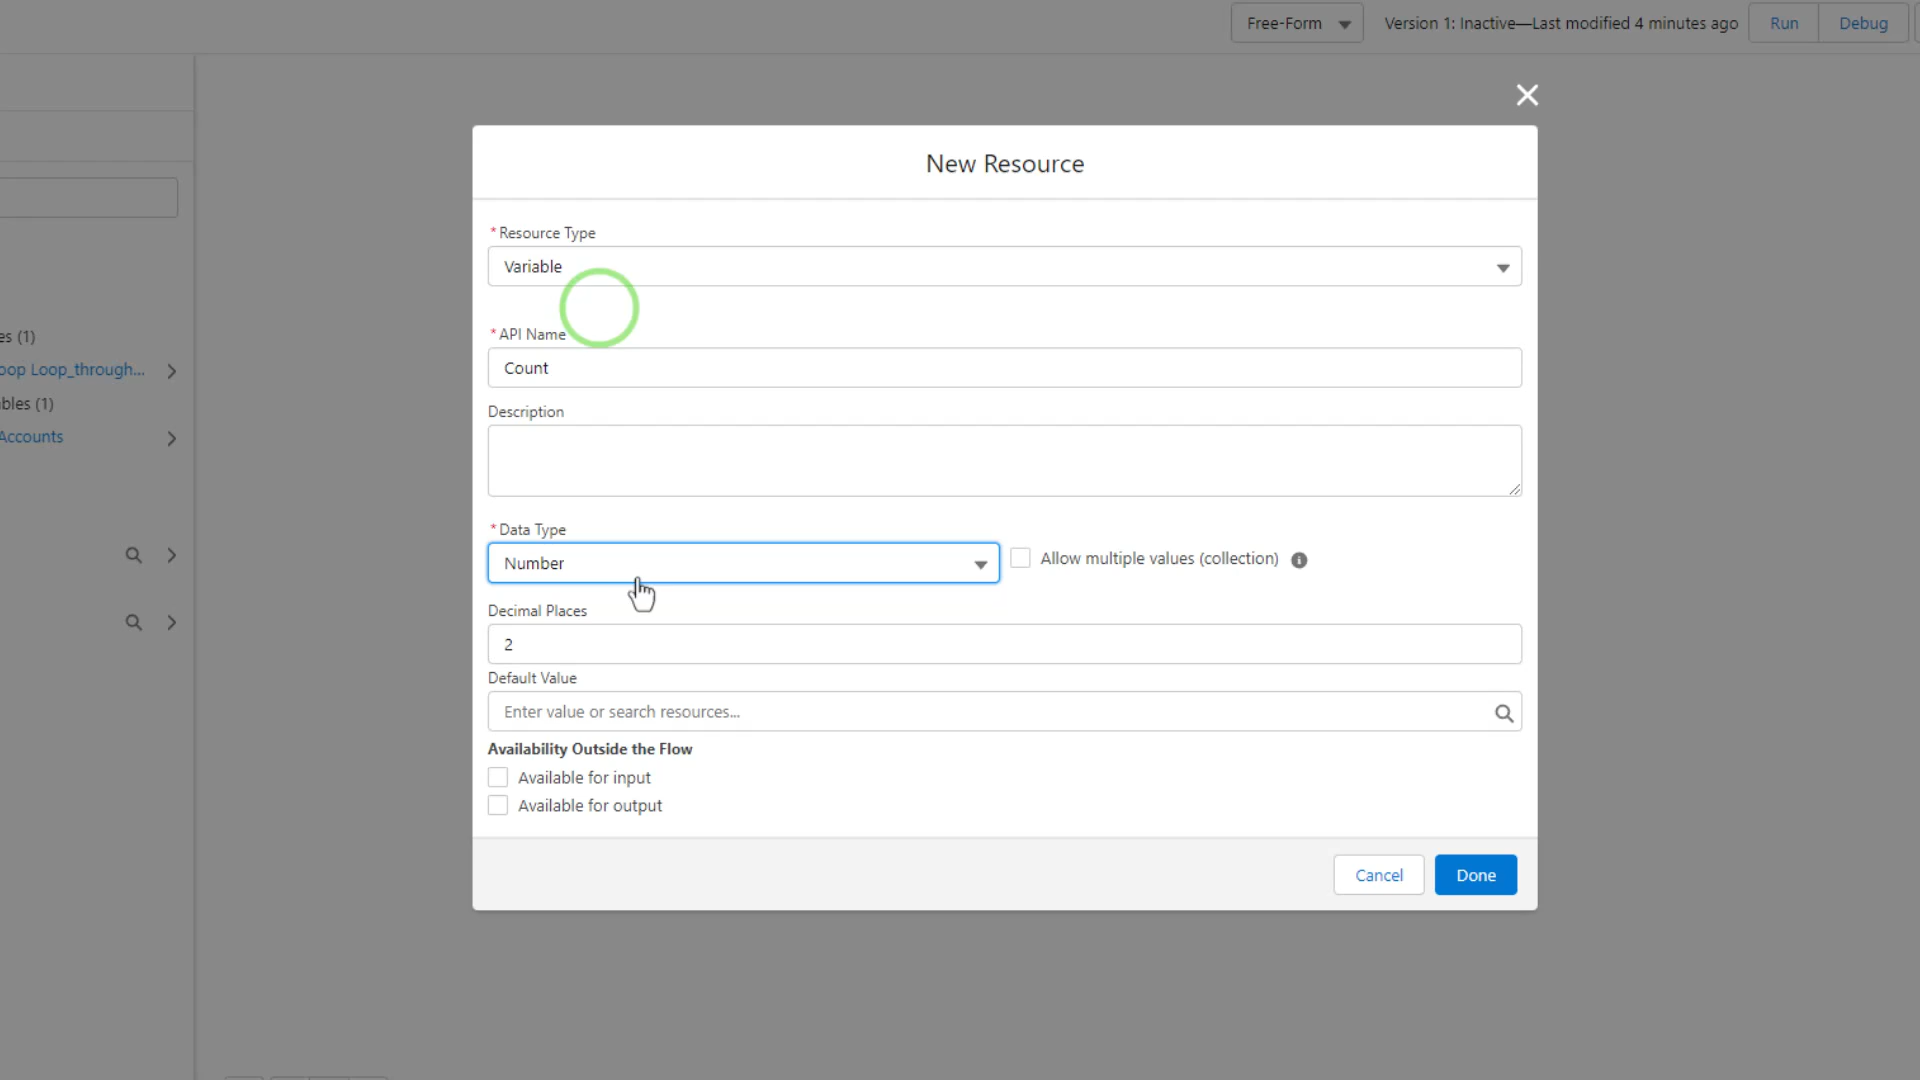 Free-Form
Version 1: Inactive—Last modified 4 minutes ago
Run
Debug
New Resource
* Resource Type
Variable
* API Name
Count
es (1)
oop Loop_through...
bles (1)
Accounts
Description
* Data Type
Number
Allow multiple values (collection)
Decimal Places
2
Default Value
Enter value or search resources...
Availability Outside the Flow
Available for input
Available for output
Cancel
Done